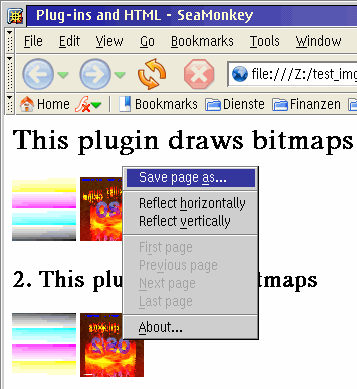 Plug-ins and HTML - SeaMonkey
File Edit View Go Bookmarks Tools Window
file:///Z:/test_img
Home Bookmarks Dienste Finanzen
This plugin draws bitmaps
Save page as...
Reflect horizontally
Reflect vertically
First page
Previous page
Next page
Last page
About...
2. This plu tmaps